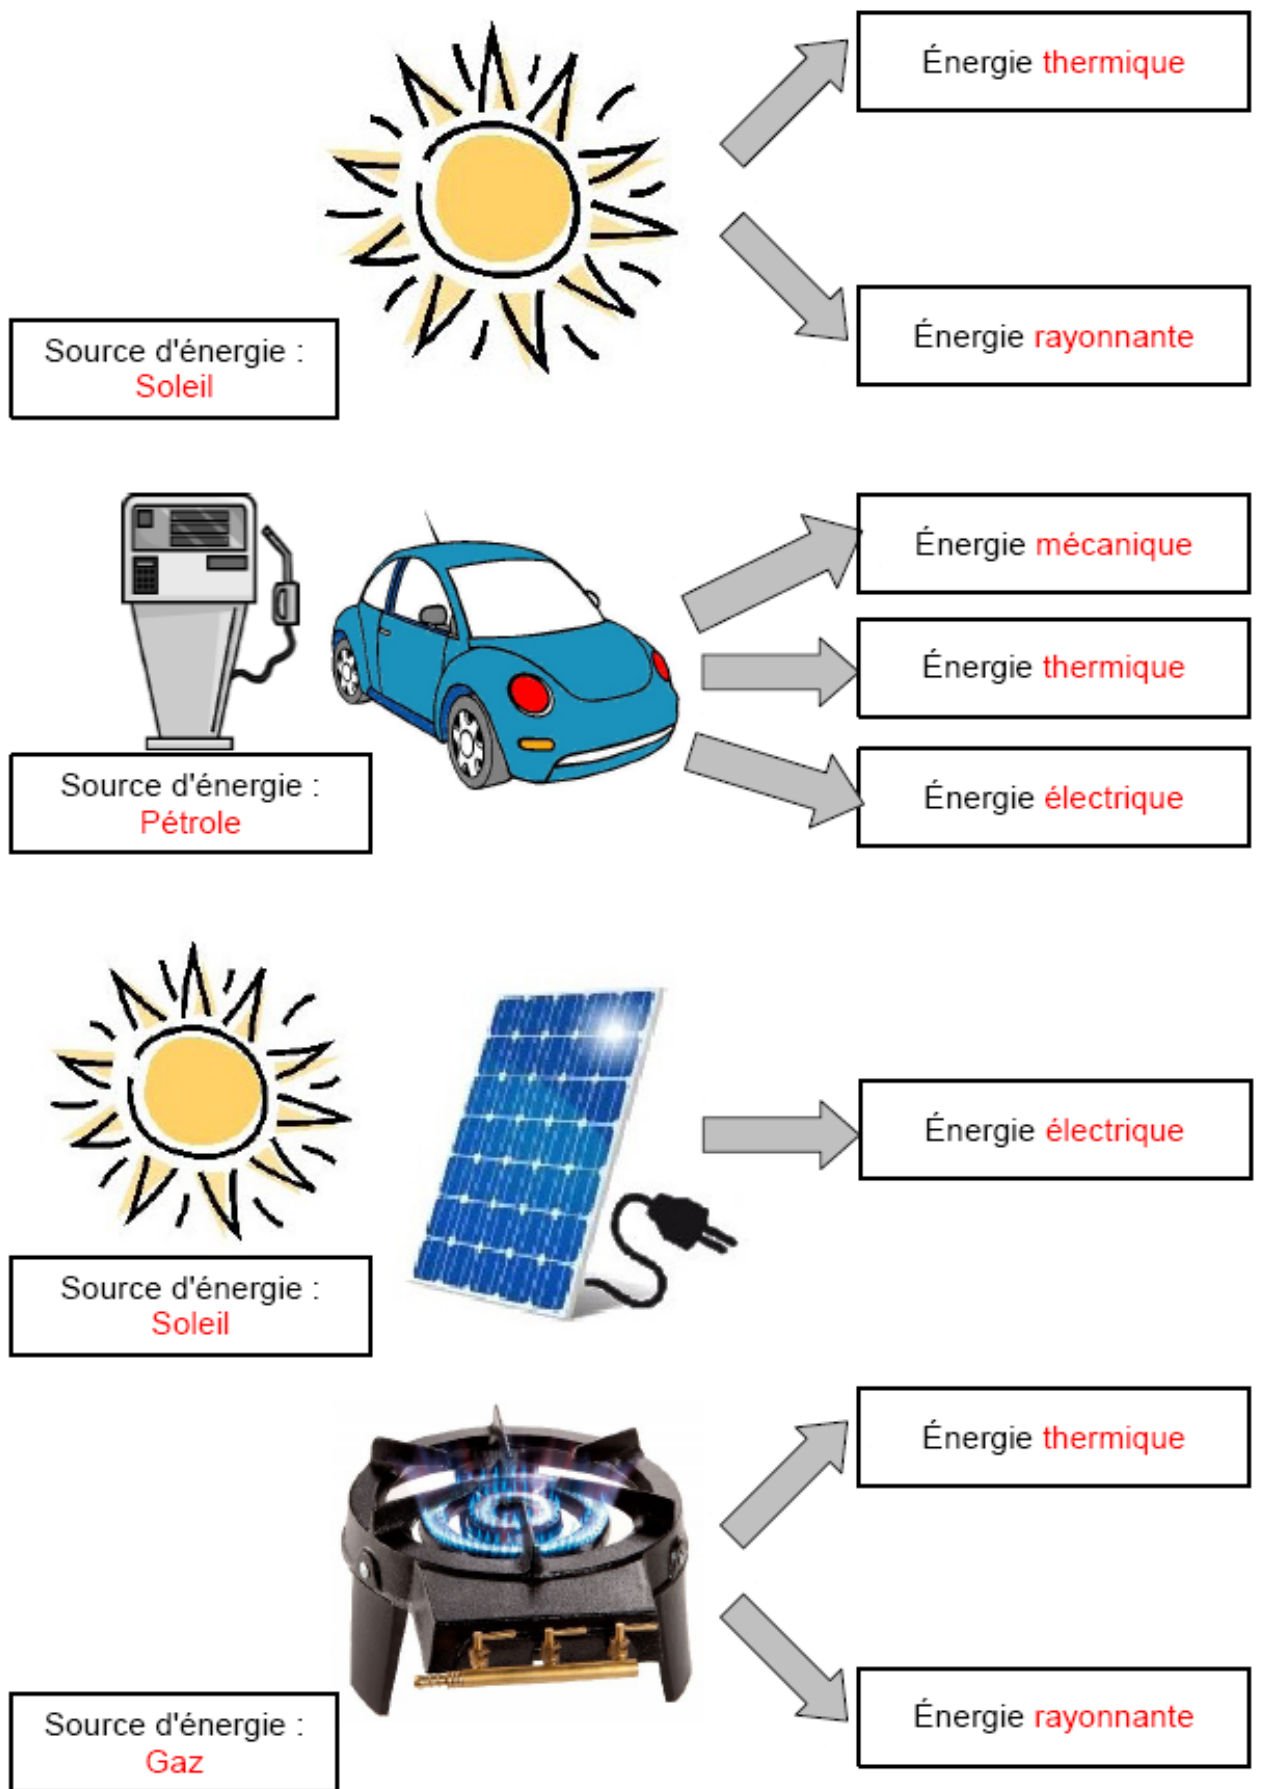 Énergie thermique
Énergie rayonnante
Source d'énergie :
Soleil
Énergie mécanique
Énergie thermique
Énergie électrique
Source d'énergie :
Pétrole
Énergie électrique
Source d'énergie :
Soleil
Énergie thermique
Énergie rayonnante
Source d'énergie :
Gaz